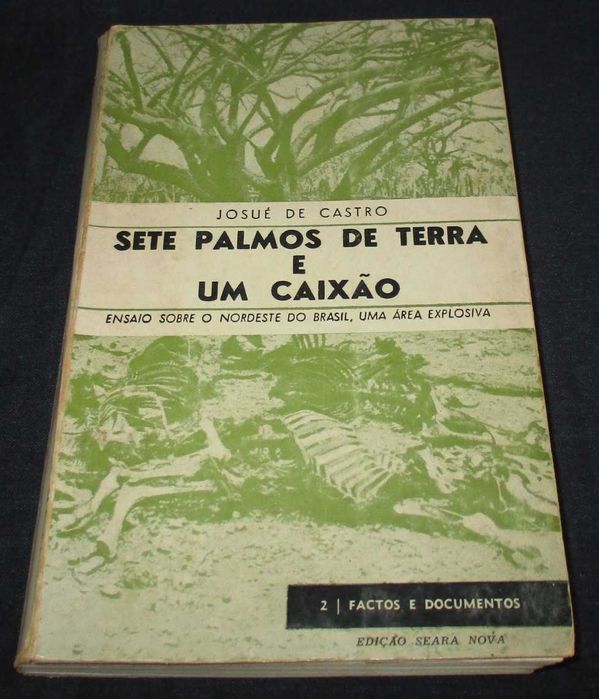 JOSUÉ DE CASTRO
SETE PALMOS DE TERRA
E
UM CAIXÃO
ENSAIO SOBRE O NORDESTE DO BRASIL, UMA ÁREA EXPLOSIVA
2 | FACTOS E DOCUMENTOS
EDIÇÃO SEARA NOVA